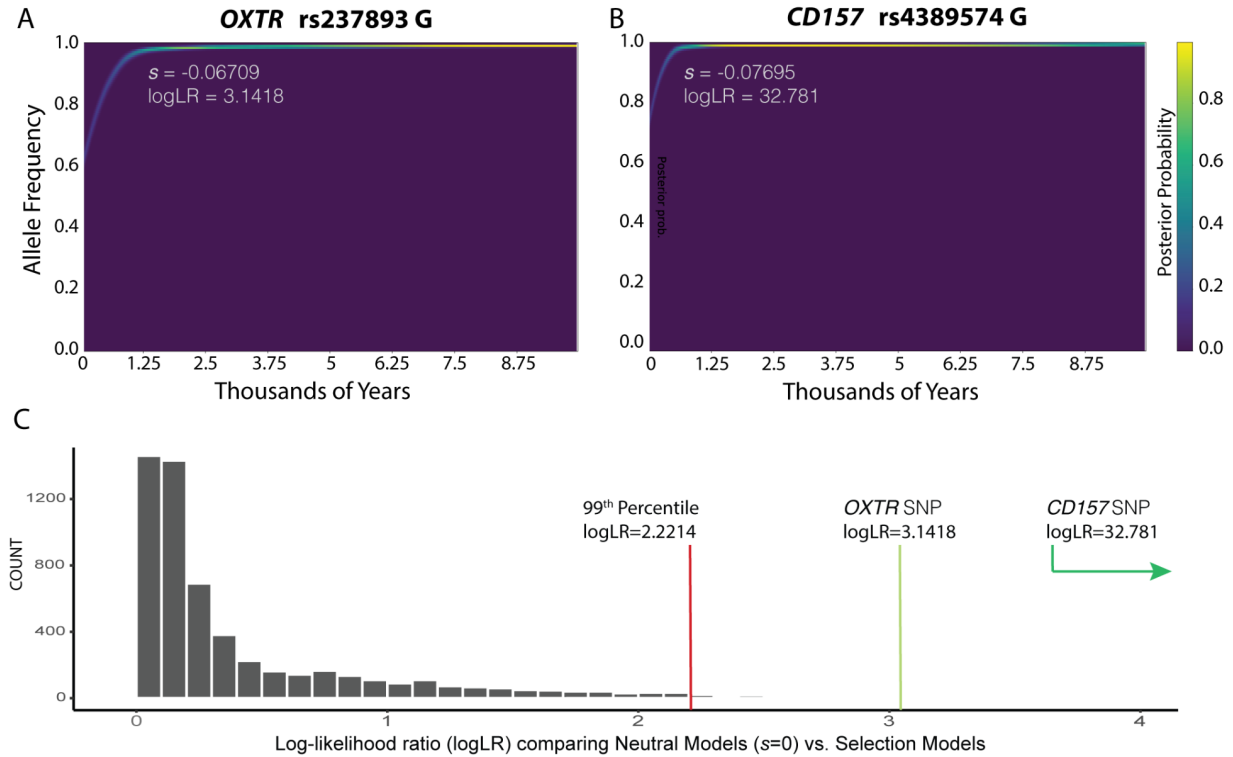 A
OXTR rs237893 G
1.0
0.8
0.6
0.4
0.2
0.0
Allele Frequency
s = -0.06709
logLR = 3.1418
0 1.25 2.5 3.75 5 6.25 7.5 8.75
Thousands of Years
B
CD157 rs4389574 G
1.0
0.8
0.6
0.4
0.2
0.0
s = -0.07695
logLR = 32.781
Posterior prob.
0 1.25 2.5 3.75 5 6.25 7.5 8.75
Thousands of Years
Posterior Probability
0.8
0.6
0.4
0.2
0.0
C
COUNT
1200
800
400
0
99th Percentile
logLR=2.2214
OXTR SNP
logLR=3.1418
CD157 SNP
logLR=32.781
0 1 2 3 4
Log-likelihood ratio (logLR) comparing Neutral Models (s=0) vs. Selection Models